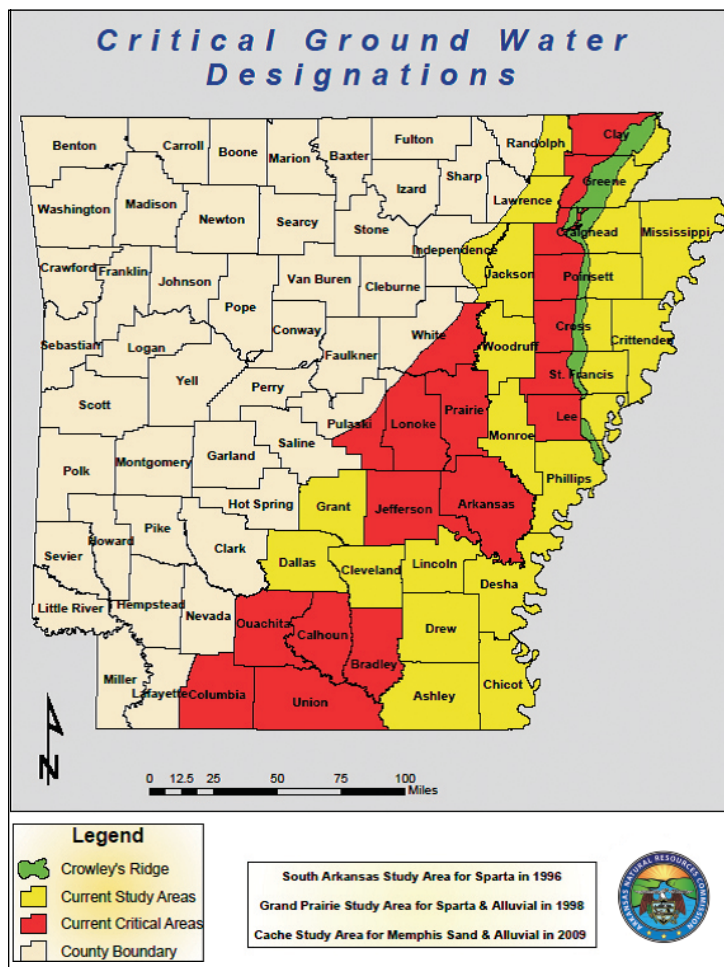 Critical Ground Water
Designations
Benton
Carroll
Boone
Marion
Baxter
Fulton
Randolph
Clay
Sharp
Izard
Greene
Washington
Madison
Newton
Searcy
Stone
Lawrence
Independence
Craighead
Mississippi
Crawford
Franklin
Johnson
Van Buren
Cleburne
Jackson
Poinsett
Pope
Conway
White
Cross
Crittenden
Sebastian
Logan
Faulkner
Woodruff
Yell
Perry
St. Francis
Scott
Pulaski
Lonoke
Prairie
Lee
Saline
Monroe
Polk
Montgomery
Garland
Phillips
Hot Spring
Grant
Jefferson
Arkansas
Pike
Howard
Clark
Sevier
Dallas
Cleveland
Lincoln
Desha
Little River
Hempstead
Nevada
Ouachita
Calhoun
Drew
Bradley
Miller
Lafayette
Columbia
Union
Ashley
Chicot
N
0 12.5 25 50 75 100
Miles
Legend
Crowley's Ridge
Current Study Areas
Current Critical Areas
County Boundary
South Arkansas Study Area for Sparta in 1996
Grand Prairie Study Area for Sparta & Alluvial in 1998
Cache Study Area for Memphis Sand & Alluvial in 2009
ARKANSAS NATURAL RESOURCES COMMISSION